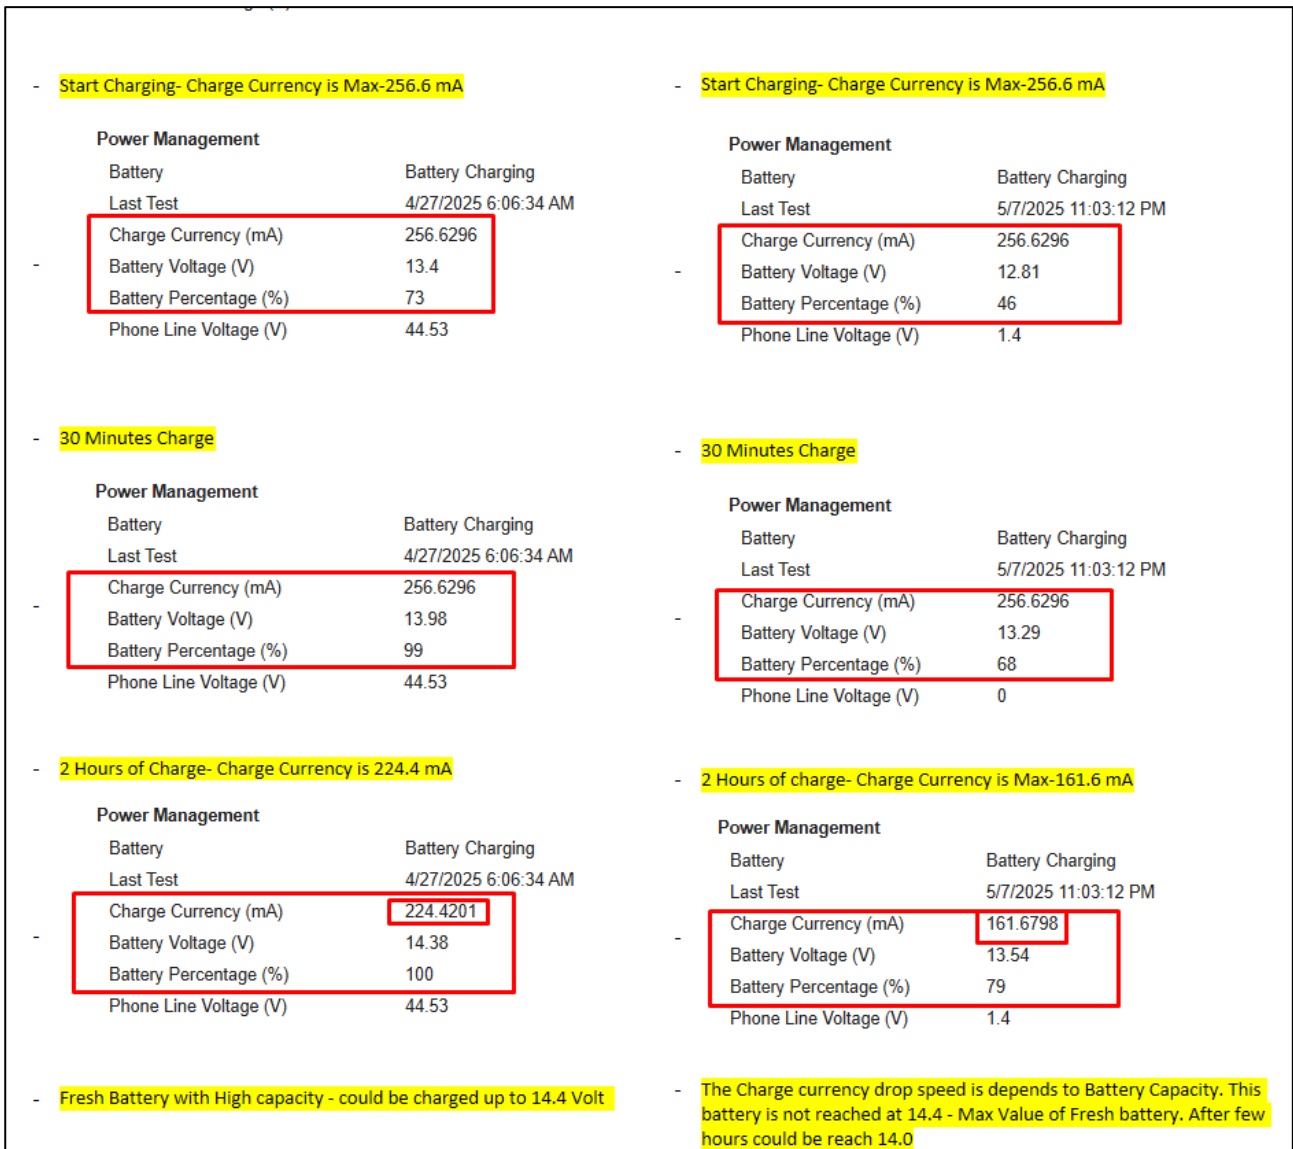 - Start Charging- Charge Currency is Max-256.6 mA
Power Management
Battery Battery Charging
Last Test 4/27/2025 6:06:34 AM
Charge Currency (mA) 256.6296
- Battery Voltage (V) 13.4
Battery Percentage (%) 73
Phone Line Voltage (V) 44.53
- 30 Minutes Charge
Power Management
Battery Battery Charging
Last Test 4/27/2025 6:06:34 AM
Charge Currency (mA) 256.6296
- Battery Voltage (V) 13.98
Battery Percentage (%) 99
Phone Line Voltage (V) 44.53
- 2 Hours of Charge- Charge Currency is 224.4 mA
Power Management
Battery Battery Charging
Last Test 4/27/2025 6:06:34 AM
Charge Currency (mA) 224.4201
- Battery Voltage (V) 14.38
Battery Percentage (%) 100
Phone Line Voltage (V) 44.53
- Fresh Battery with High capacity - could be charged up to 14.4 Volt
- Start Charging- Charge Currency is Max-256.6 mA
Power Management
Battery Battery Charging
Last Test 5/7/2025 11:03:12 PM
Charge Currency (mA) 256.6296
- Battery Voltage (V) 12.81
Battery Percentage (%) 46
Phone Line Voltage (V) 1.4
- 30 Minutes Charge
Power Management
Battery Battery Charging
Last Test 5/7/2025 11:03:12 PM
Charge Currency (mA) 256.6296
- Battery Voltage (V) 13.29
Battery Percentage (%) 68
Phone Line Voltage (V) 0
- 2 Hours of charge- Charge Currency is Max-161.6 mA
Power Management
Battery Battery Charging
Last Test 5/7/2025 11:03:12 PM
Charge Currency (mA) 161.6798
- Battery Voltage (V) 13.54
Battery Percentage (%) 79
Phone Line Voltage (V) 1.4
- The Charge currency drop speed is depends to Battery Capacity. This
battery is not reached at 14.4 - Max Value of Fresh battery. After few
hours could be reach 14.0